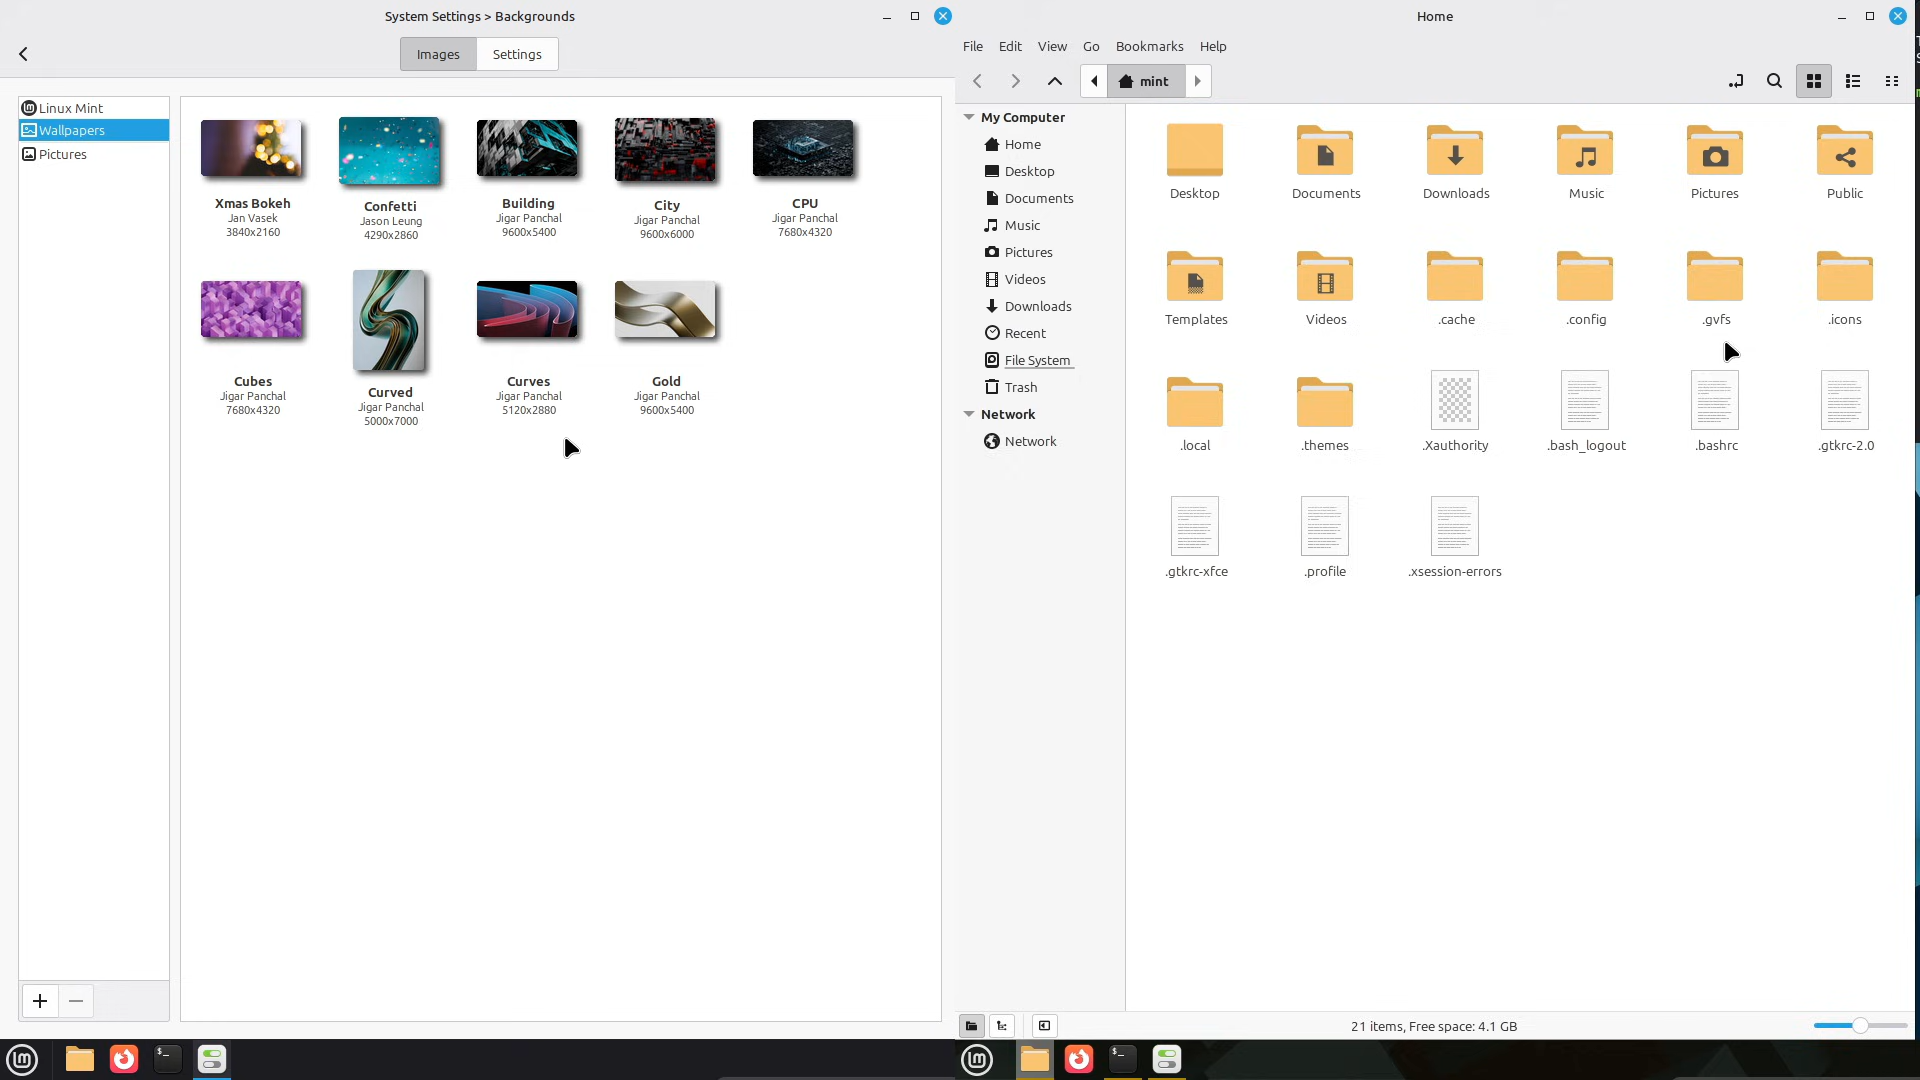 System Settings > Backgrounds
Images
Settings
Linux Mint
Wallpapers
Pictures
Xmas Bokeh
Jan Vasek
3840x2160
Confetti
Jason Leung
4290x2860
Building
Jigar Panchal
9600x5400
City
Jigar Panchal
9600x6000
CPU
Jigar Panchal
7680x4320
Cubes
Jigar Panchal
7680x4320
Curved
Jigar Panchal
5000x7000
Curves
Jigar Panchal
5120x2880
Gold
Jigar Panchal
9600x5400
Home
File Edit View Go Bookmarks Help
mint
My Computer
Home
Desktop
Documents
Music
Pictures
Videos
Downloads
Recent
File System
Trash
Network
Network
Desktop
Documents
Downloads
Music
Pictures
Public
Templates
Videos
.cache
.config
.gvfs
.icons
.local
.themes
.Xauthority
.bash_logout
.bashrc
.gtkrc-2.0
.gtkrc-xfce
.profile
.xsession-errors
21 items, Free space: 4.1 GB